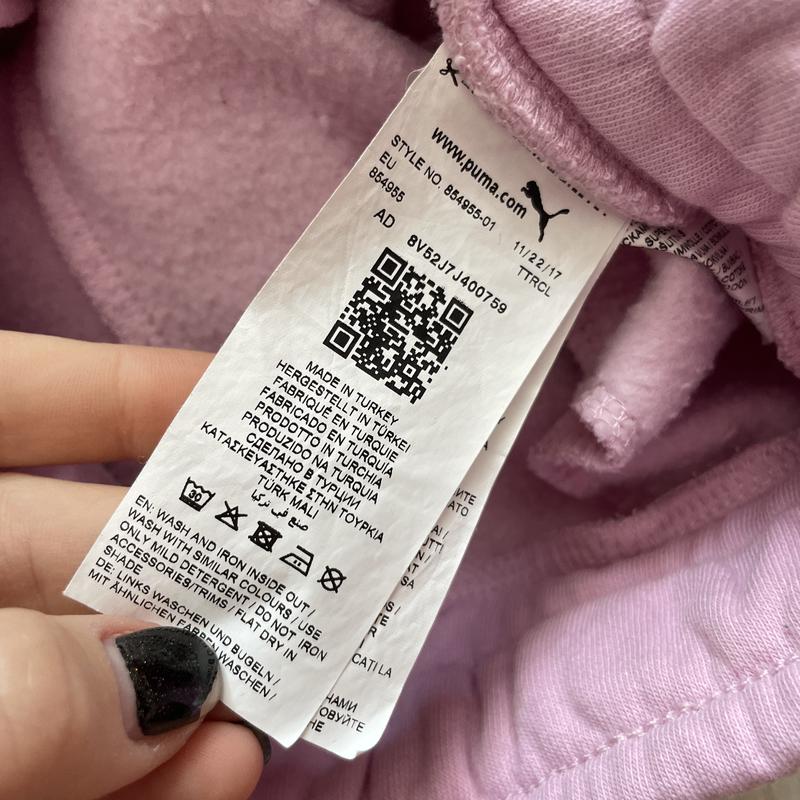 www.puma.com
STYLE NO. 854955-01
EU
854955
11/22/17
AD
TTRCL
8V52J7J400759
MADE IN TURKEY
HERGESTELLT IN TÜRKEI
FABRIQUÉ EN TURQUIE
FABRICADO EN TURQUIA
PRODOTTO IN TURCHIA
PRODUZIDO NA TURQUIA
СДЕЛАНО В ТУРЦИИ
ΚΑΤΑΣΚΕΥΑΣΤΗΚΕ ΣΤΗΝ ΤΟΥΡΚΙΑ
TÜRK MALI
صنع في تركيا
30
EN: WASH AND IRON INSIDE OUT /
WASH WITH SIMILAR COLOURS / USE
ONLY MILD DETERGENT / DO NOT IRON
ACCESSORIES/TRIMS / FLAT DRY IN
SHADE
DE: LINKS WASCHEN UND BÜGELN /
MIT ÄHNLICHEN FARBEN WASCHEN /